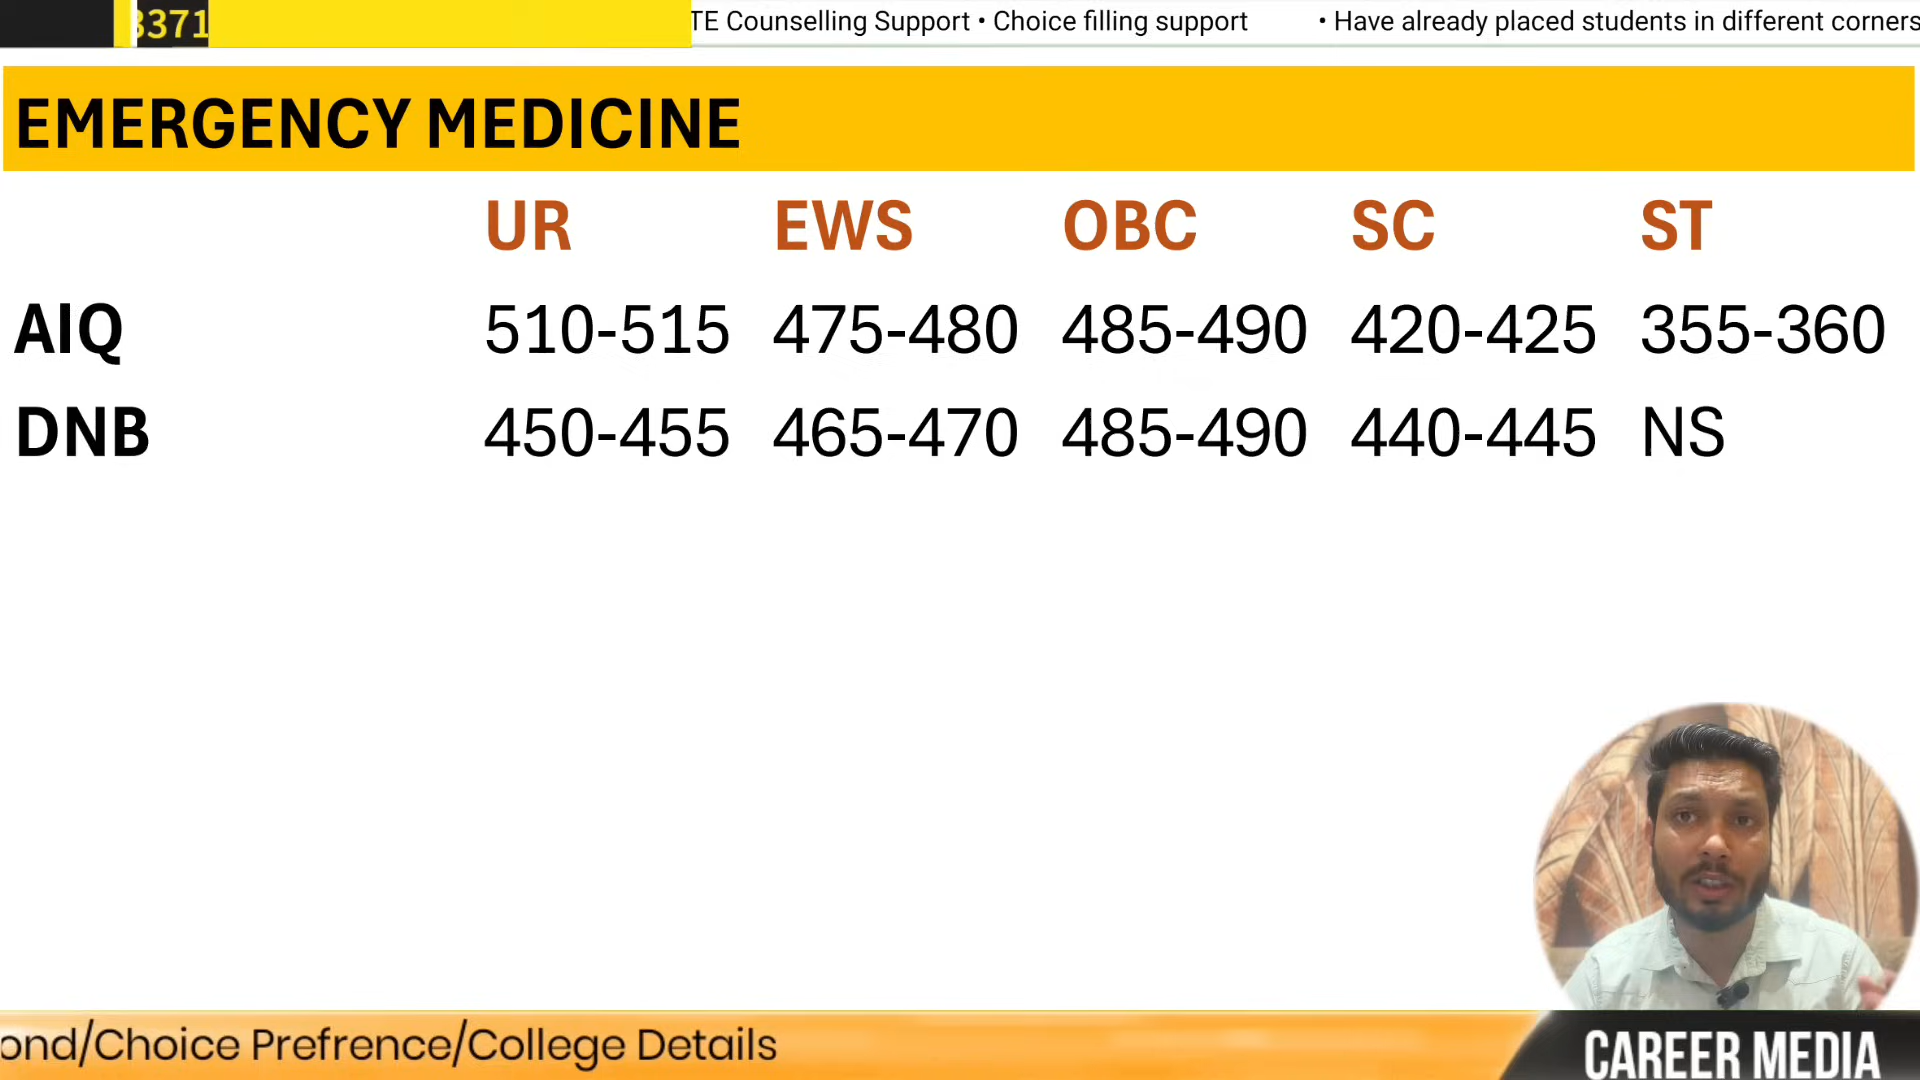 3371 TE Counselling Support • Choice filling support • Have already placed students in different corners
EMERGENCY MEDICINE
UR EWS OBC SC ST
AIQ 510-515 475-480 485-490 420-425 355-360
DNB 450-455 465-470 485-490 440-445 NS
ond/Choice Prefrence/College Details
CAREER MEDIA